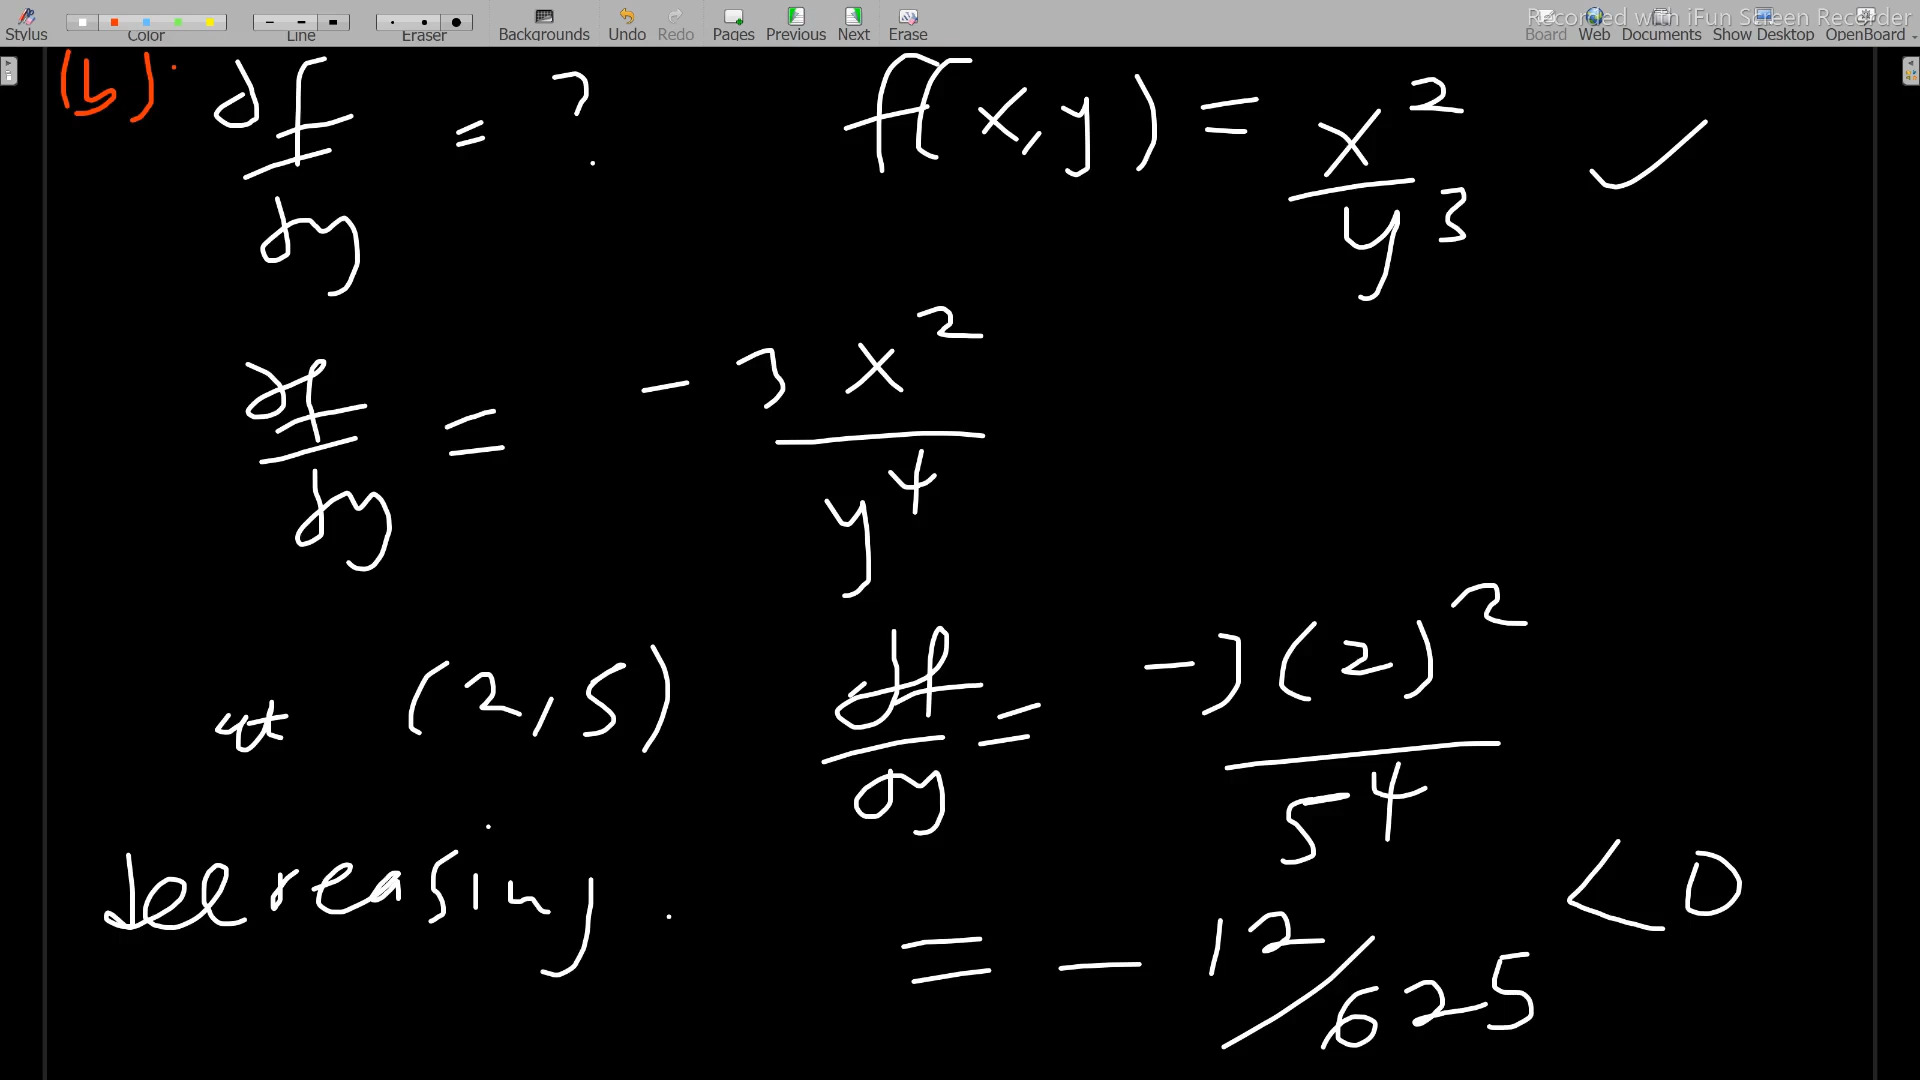 Recorded with iFun Screen Recorder
Stylus Color Line Eraser Backgrounds Undo Redo Pages Previous Next Erase Board Web Documents Show Desktop OpenBoard
(b). df/dy = ? f(x,y) = x²/y³ ✓
df/dy = -3x²/y⁴
at (2,5) df/dy = -3(2)²/5⁴
decreasing. = -12/625 < 0